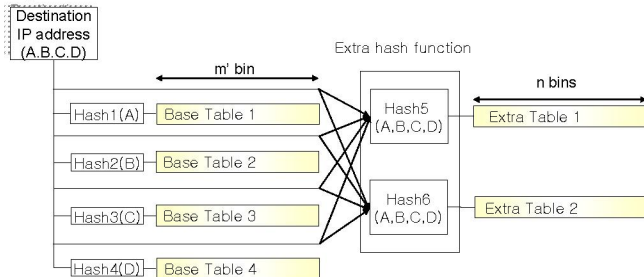 Destination
IP address
(A.B.C.D)
Extra hash function
m' bin
n bins
Hash1(A)
Base Table 1
Hash5
(A,B,C,D)
Extra Table 1
Hash2(B)
Base Table 2
Hash3(C)
Base Table 3
Hash6
(A,B,C,D)
Extra Table 2
Hash4(D)
Base Table 4